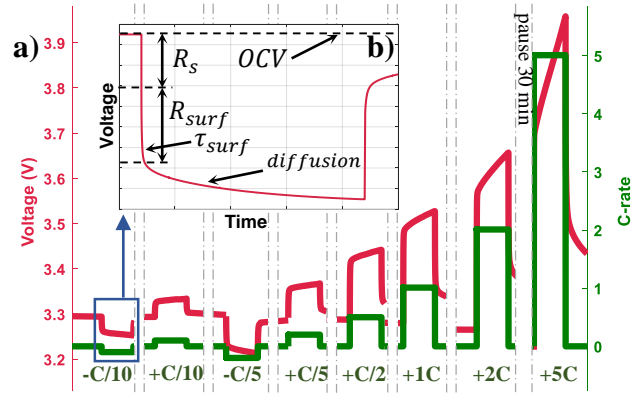 a)
b)
OCV
R_s
R_surf
τ_surf
diffusion
Voltage
Time
pause 30 min
Voltage (V)
3.9
3.8
3.7
3.6
3.5
3.4
3.3
3.2
C-rate
5
4
3
2
1
0
-C/10 +C/10 -C/5 +C/5 +C/2 +1C +2C +5C